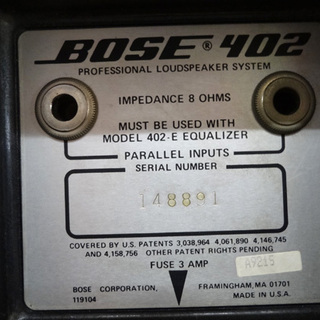 BOSE® 402
PROFESSIONAL LOUDSPEAKER SYSTEM
IMPEDANCE 8 OHMS
MUST BE USED WITH
MODEL 402-E EQUALIZER
PARALLEL INPUTS
SERIAL NUMBER
148891
COVERED BY U.S. PATENTS 3,038,964 4,061,890 4,146,745
AND 4,158,756 OTHER PATENT RIGHTS PENDING
FUSE 3 AMP
BOSE CORPORATION,
119104
FRAMINGHAM, MA 01701
MADE IN U.S.A.